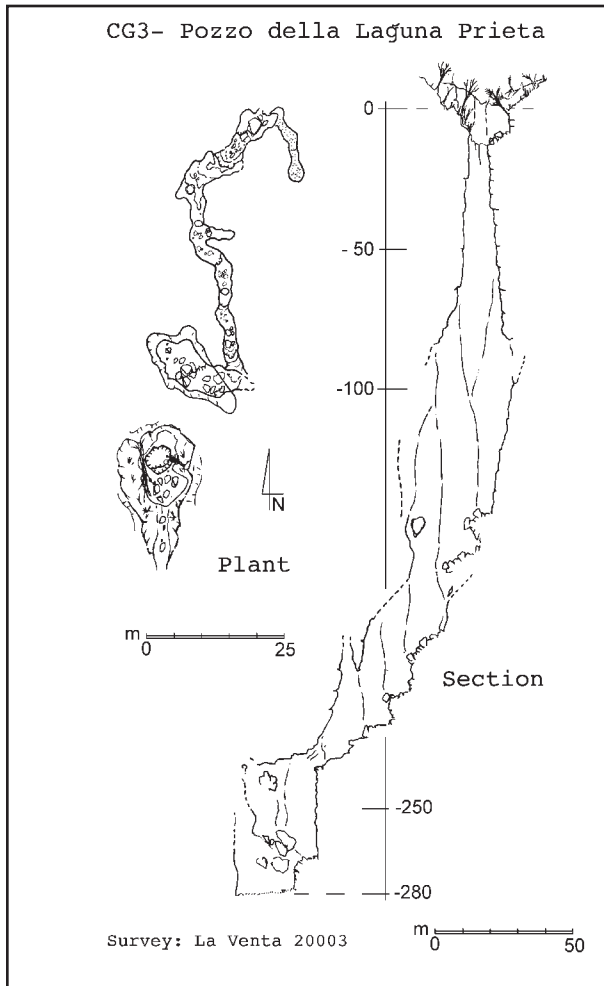 CG3- Pozzo della Laguna Prieta
0
- 50
-100
N
Plant
m
0
25
Section
-250
-280
Survey: La Venta 20003
m
0
50